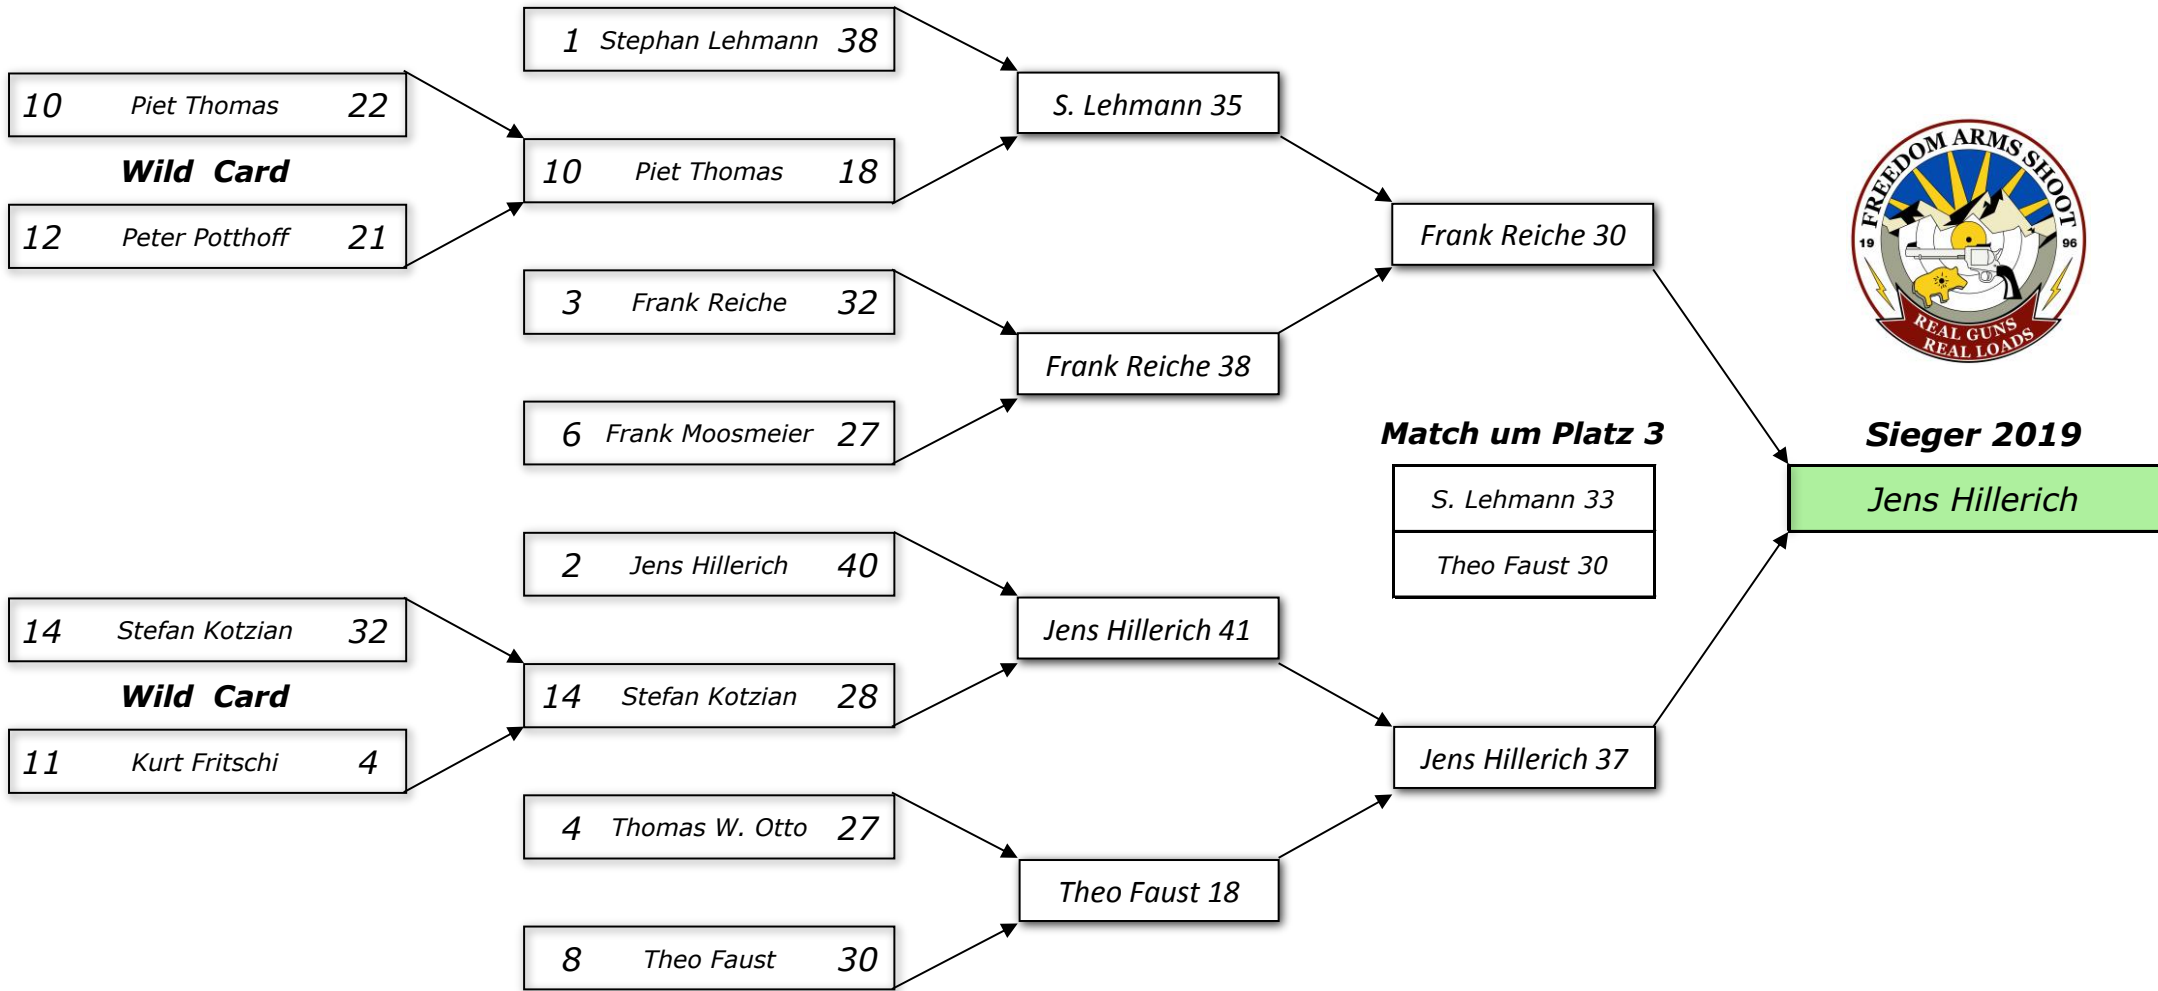 1 Stephan Lehmann 38
10 Piet Thomas 22
S. Lehmann 35
Wild Card
10 Piet Thomas 18
12 Peter Potthoff 21
Frank Reiche 30
3 Frank Reiche 32
Frank Reiche 38
6 Frank Moosmeier 27
FREEDOM ARMS SHOOT
19 96
REAL GUNS
REAL LOADS
Match um Platz 3
S. Lehmann 33
Theo Faust 30
Sieger 2019
Jens Hillerich
2 Jens Hillerich 40
14 Stefan Kotzian 32
Jens Hillerich 41
Wild Card
14 Stefan Kotzian 28
11 Kurt Fritschi 4
Jens Hillerich 37
4 Thomas W. Otto 27
Theo Faust 18
8 Theo Faust 30